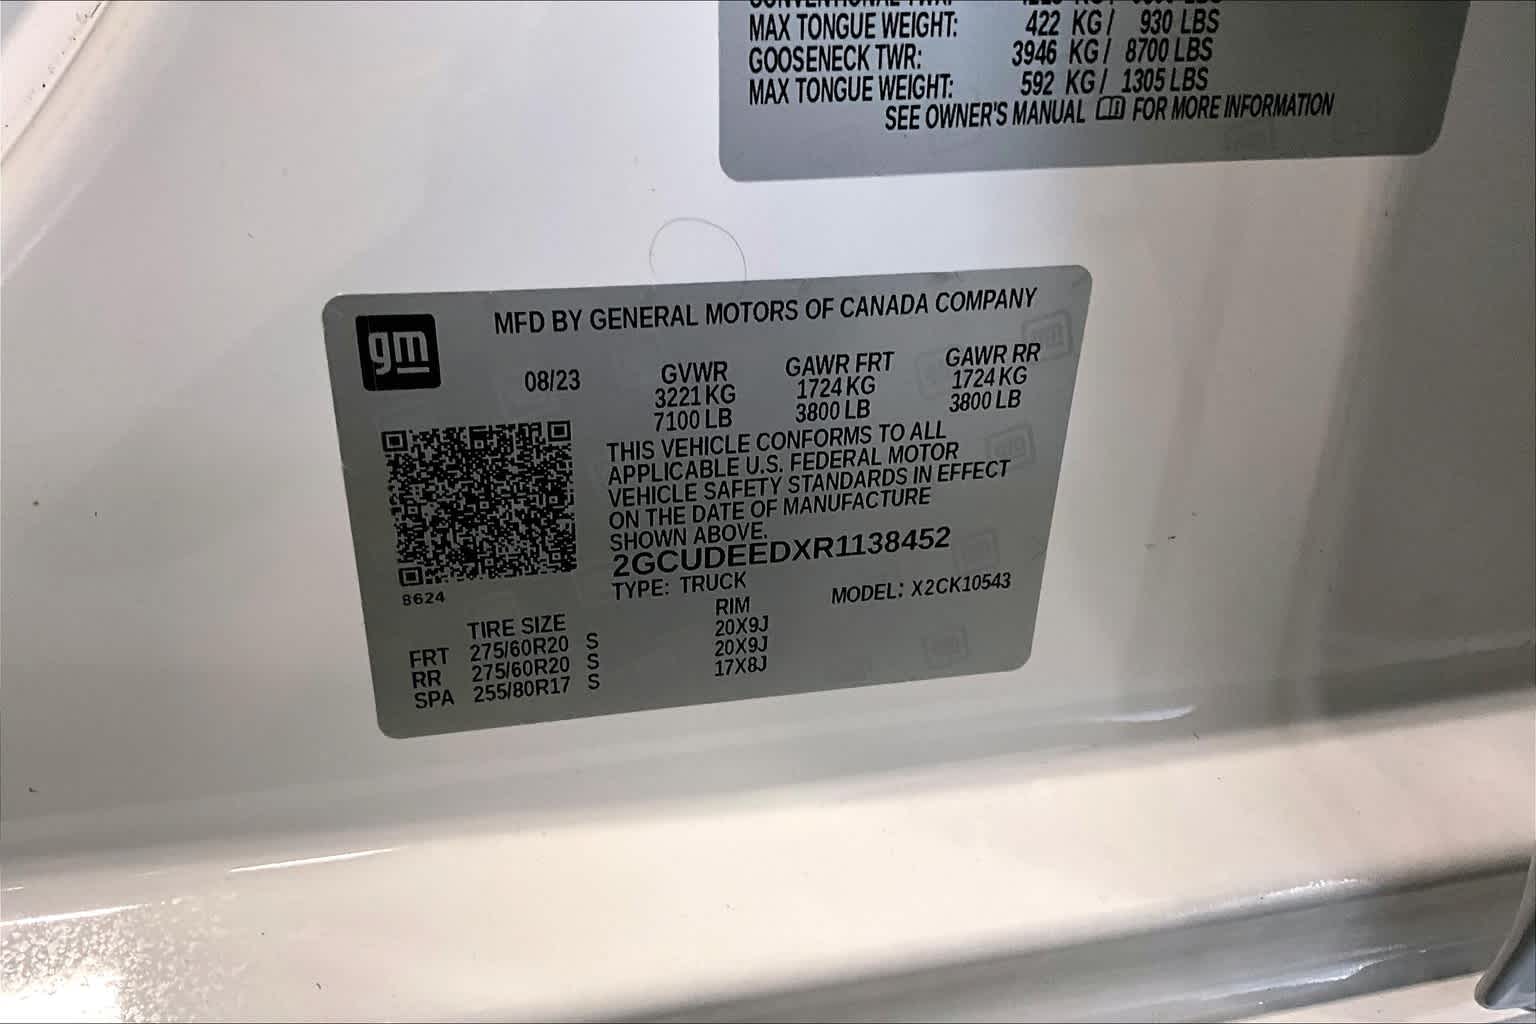 MAX TONGUE WEIGHT: 422 KG / 930 LBS
GOOSENECK TWR: 3946 KG / 8700 LBS
MAX TONGUE WEIGHT: 592 KG / 1305 LBS
SEE OWNER'S MANUAL FOR MORE INFORMATION
gm
MFD BY GENERAL MOTORS OF CANADA COMPANY
08/23 GVWR GAWR FRT GAWR RR
3221 KG 1724 KG 1724 KG
7100 LB 3800 LB 3800 LB
THIS VEHICLE CONFORMS TO ALL
APPLICABLE U.S. FEDERAL MOTOR
VEHICLE SAFETY STANDARDS IN EFFECT
ON THE DATE OF MANUFACTURE
SHOWN ABOVE.
2GCUDEEDXR1138452
8624
TYPE: TRUCK MODEL: X2CK10543
TIRE SIZE RIM
FRT 275/60R20 S 20X9J
RR 275/60R20 S 20X9J
SPA 255/80R17 S 17X8J